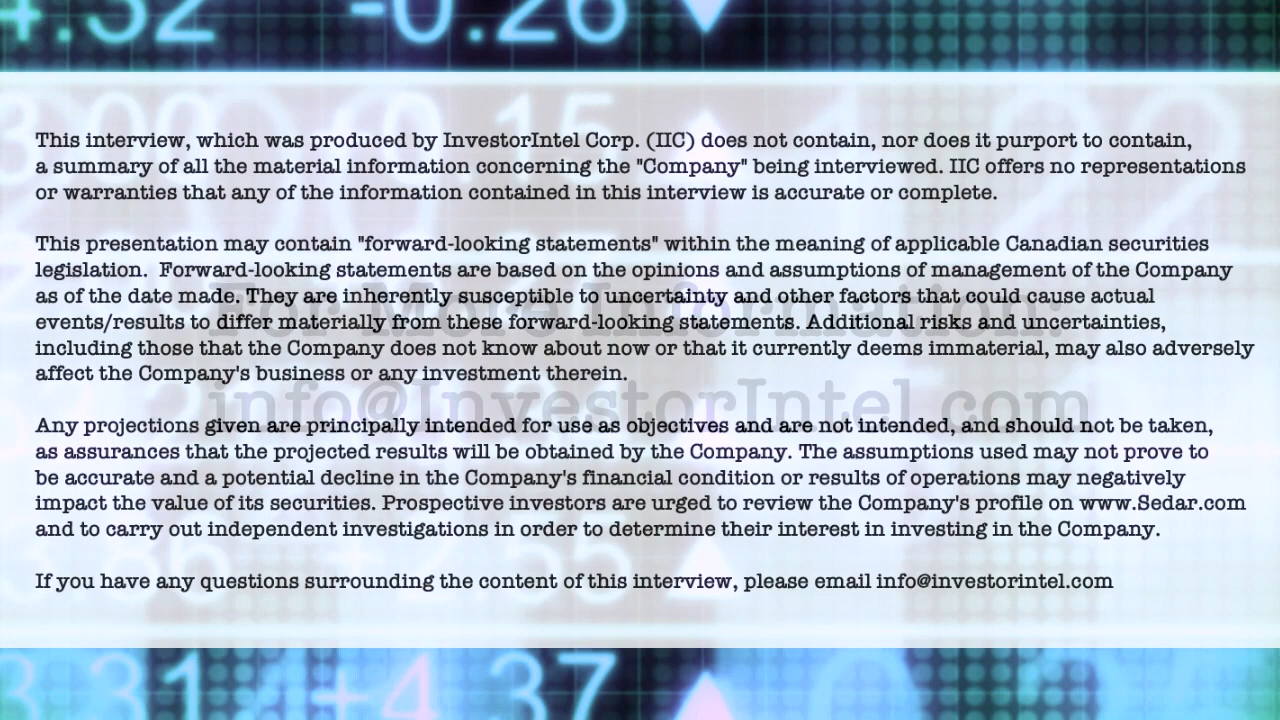 4.32 -0.26
This interview, which was produced by InvestorIntel Corp. (IIC) does not contain, nor does it purport to contain,
a summary of all the material information concerning the "Company" being interviewed. IIC offers no representations
or warranties that any of the information contained in this interview is accurate or complete.
This presentation may contain "forward-looking statements" within the meaning of applicable Canadian securities
legislation.  Forward-looking statements are based on the opinions and assumptions of management of the Company
as of the date made. They are inherently susceptible to uncertainty and other factors that could cause actual
For More Information:
events/results to differ materially from these forward-looking statements. Additional risks and uncertainties,
including those that the Company does not know about now or that it currently deems immaterial, may also adversely
affect the Company's business or any investment therein.
info@InvestorIntel.com
Any projections given are principally intended for use as objectives and are not intended, and should not be taken,
as assurances that the projected results will be obtained by the Company. The assumptions used may not prove to
be accurate and a potential decline in the Company's financial condition or results of operations may negatively
impact the value of its securities. Prospective investors are urged to review the Company's profile on www.Sedar.com
and to carry out independent investigations in order to determine their interest in investing in the Company.
If you have any questions surrounding the content of this interview, please email info@investorintel.com
3.31 +4.37